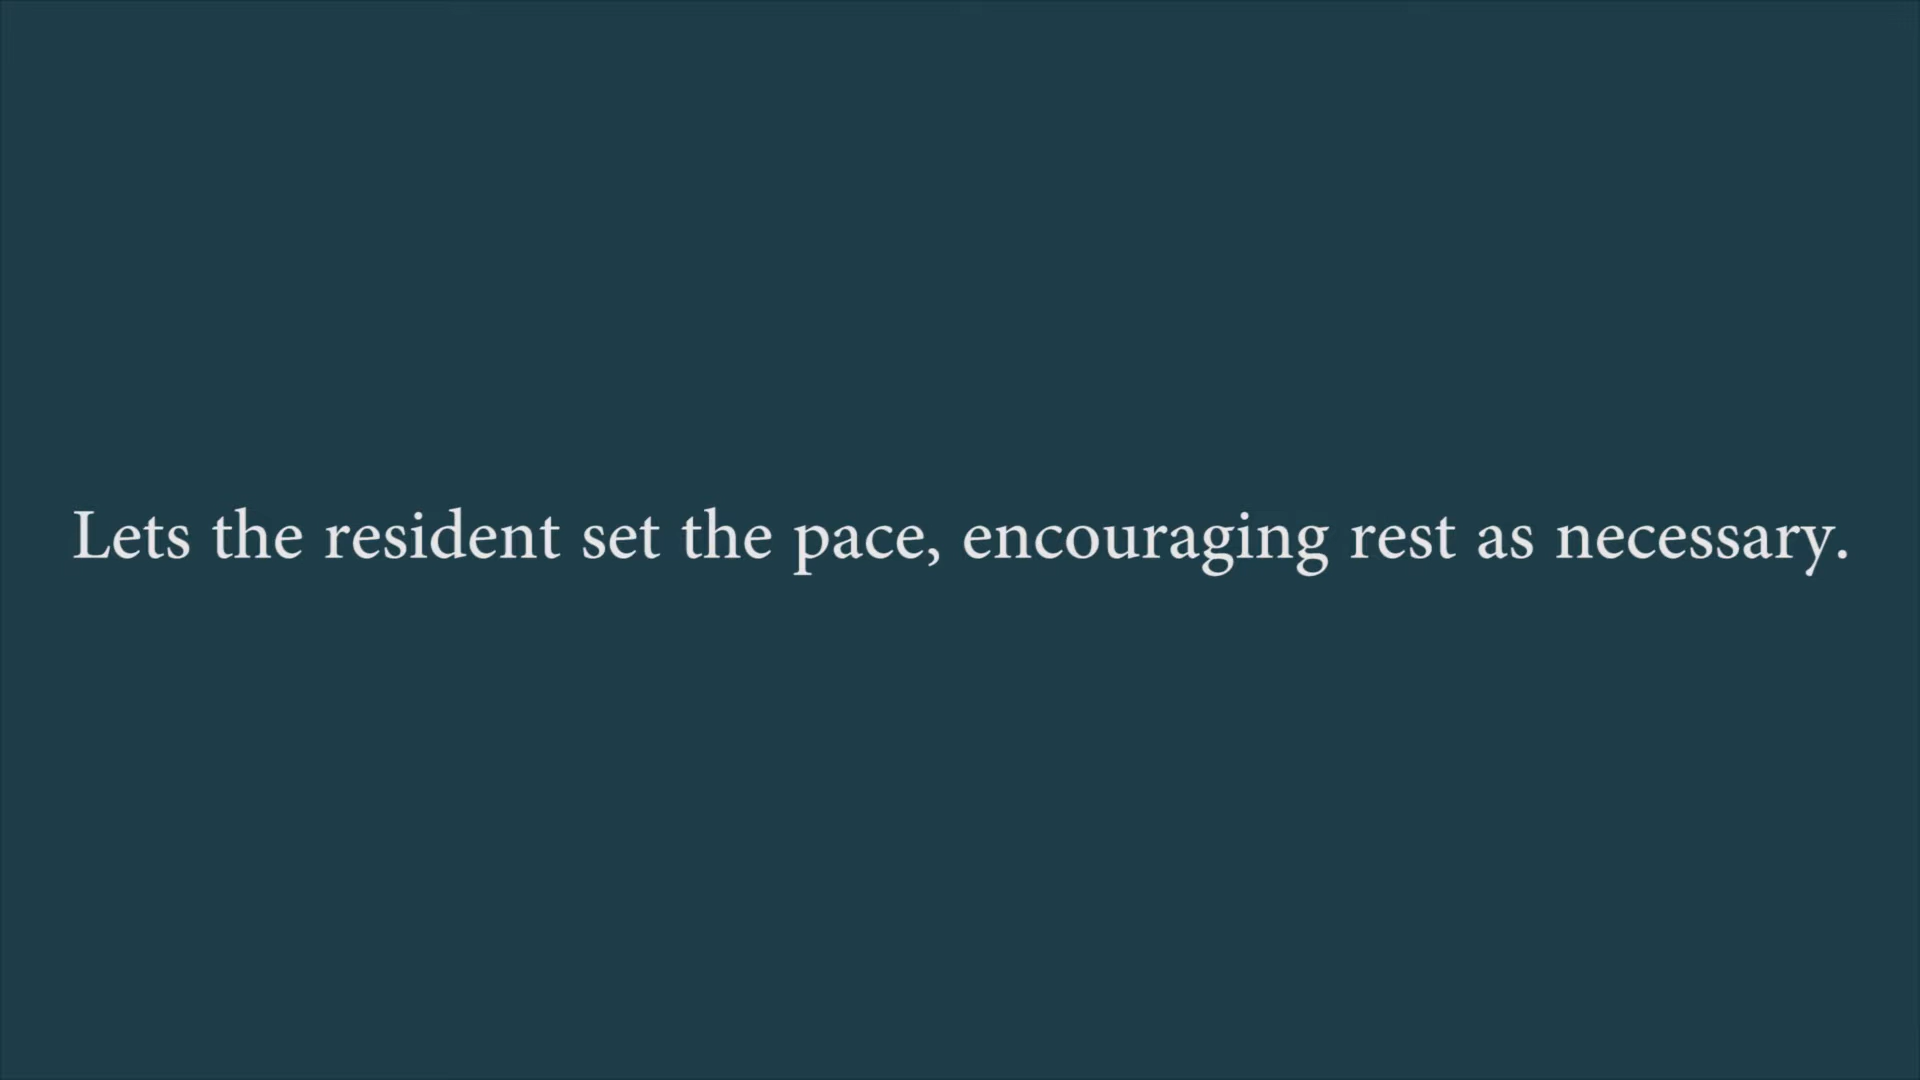 Lets the resident set the pace, encouraging rest as necessary.